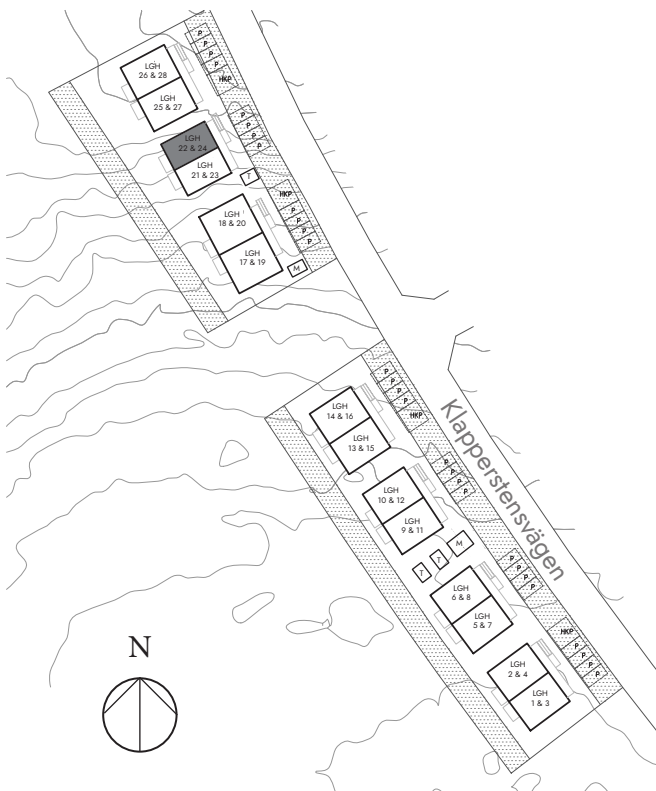 P
P
P
P
HKP
LGH
26 & 28
LGH
25 & 27
P
P
P
P
LGH
22 & 24
LGH
21 & 23
T
HKP
P
P
P
P
LGH
18 & 20
LGH
17 & 19
M
P
P
P
P
HKP
LGH
14 & 16
LGH
13 & 15
Klapperstensvägen
P
P
P
P
LGH
10 & 12
LGH
9 & 11
M
T
T
P
P
P
P
LGH
6 & 8
LGH
5 & 7
HKP
P
P
P
P
LGH
2 & 4
LGH
1 & 3
N